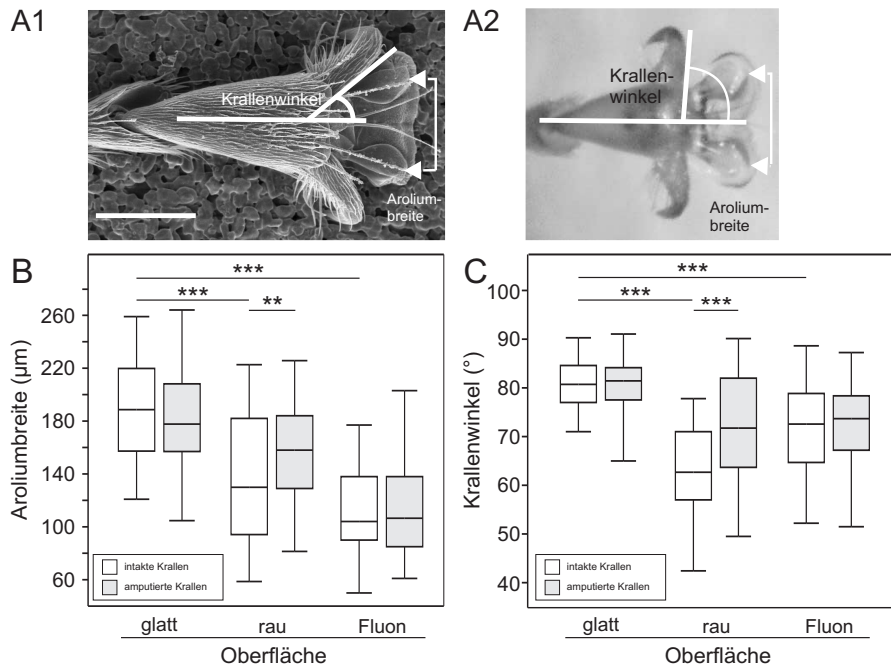 A1
Krallenwinkel
Arolium-
breite
A2
Krallen-
winkel
Arolium-
breite
B
Aroliumbreite (µm)
260
220
180
140
100
60
***
***
**
intakte Krallen
amputierte Krallen
glatt
rau
Fluon
Oberfläche
C
Krallenwinkel (°)
100
90
80
70
60
50
40
***
***
***
intakte Krallen
amputierte Krallen
glatt
rau
Fluon
Oberfläche